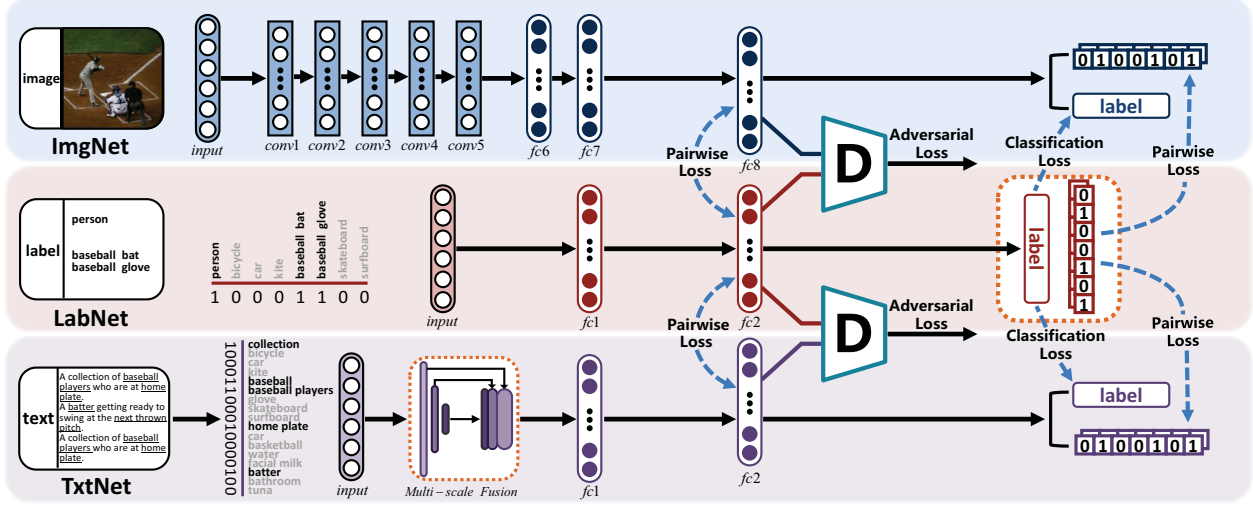 image
ImgNet
input
conv1
conv2
conv3
conv4
conv5
fc6
fc7
fc8
Pairwise
Loss
D
Adversarial
Loss
0 1 0 0 1 0 1
label
Classification
Loss
Pairwise
Loss
label
person
baseball bat
baseball glove
LabNet
person
bicycle
car
kite
baseball bat
baseball glove
skateboard
surfboard
1 0 0 0 1 1 0 0
input
fc1
fc2
label
0
1
0
0
1
0
1
Pairwise
Loss
D
Adversarial
Loss
Classification
Loss
Pairwise
Loss
text
A collection of baseball
players who are at home
plate.
A batter getting ready to
swing at the next thrown
pitch.
A collection of baseball
players who are at home
plate.
TxtNet
1000110001000100
collection
bicycle
car
kite
baseball
baseball players
glove
skateboard
surfboard
home plate
car
basketball
water
facial milk
batter
bathroom
tuna
input
Multi – scale Fusion
fc1
fc2
label
0 1 0 0 1 0 1